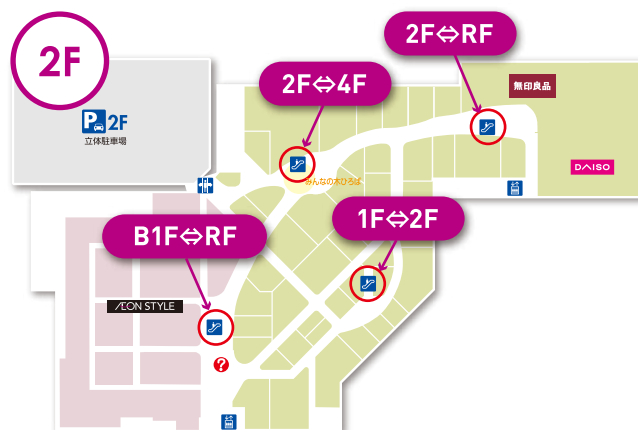 2F
2F⇔RF
2F⇔4F
無印良品
P 2F
立体駐車場
DAISO
みんなの木ひろば
1F⇔2F
B1F⇔RF
ÆON STYLE
?